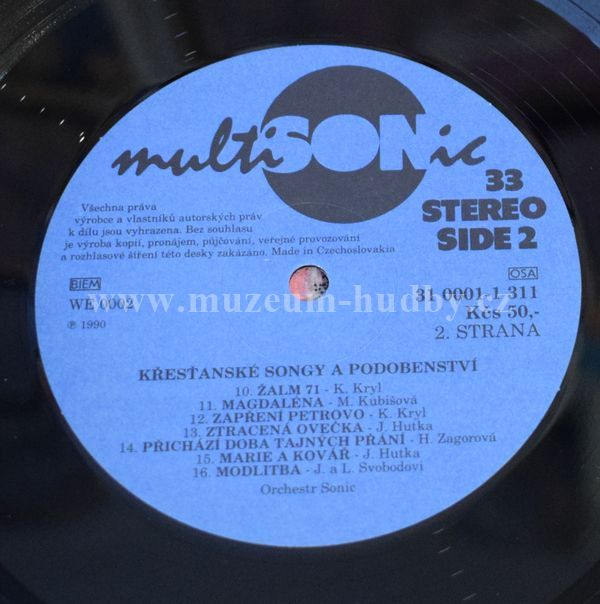 multiSONic
33
STEREO
SIDE 2
Všechna práva
výrobce a vlastníků autorských práv
k dílu jsou vyhrazena. Bez souhlasu
je výroba kopií, pronájem, půjčování, veřejné provozování
a rozhlasové šíření této desky zakázáno. Made in Czechoslovakia
BIEM
WE 0002
℗ 1990
OSA
31 0001-1 311
Kčs 50,-
2. STRANA
www.muzeum-hudby.cz
KŘESŤANSKÉ SONGY A PODOBENSTVÍ
10. ŽALM 71 - K. Kryl
11. MAGDALÉNA - M. Kubišová
12. ZAPŘENÍ PETROVO - K. Kryl
13. ZTRACENÁ OVEČKA - J. Hutka
14. PŘICHÁZÍ DOBA TAJNÝCH PŘÁNÍ - H. Zagorová
15. MARIE A KOVÁŘ - J. Hutka
16. MODLITBA - J. a L. Svobodovi
Orchestr Sonic